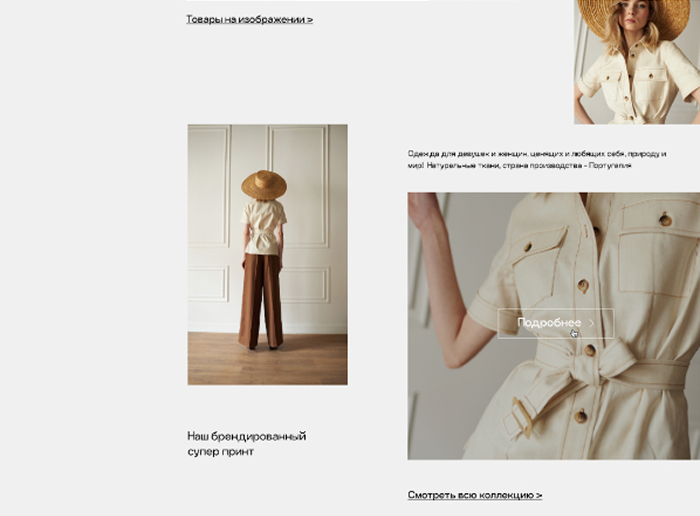 Товары на изображении >
Одежда для девушек и женщин, ценящих и любящих себя, природу и
мир! Натуральные ткани, страна производства - Португалия
Подробнее >
Наш брендированный
супер принт
Смотреть всю коллекцию >